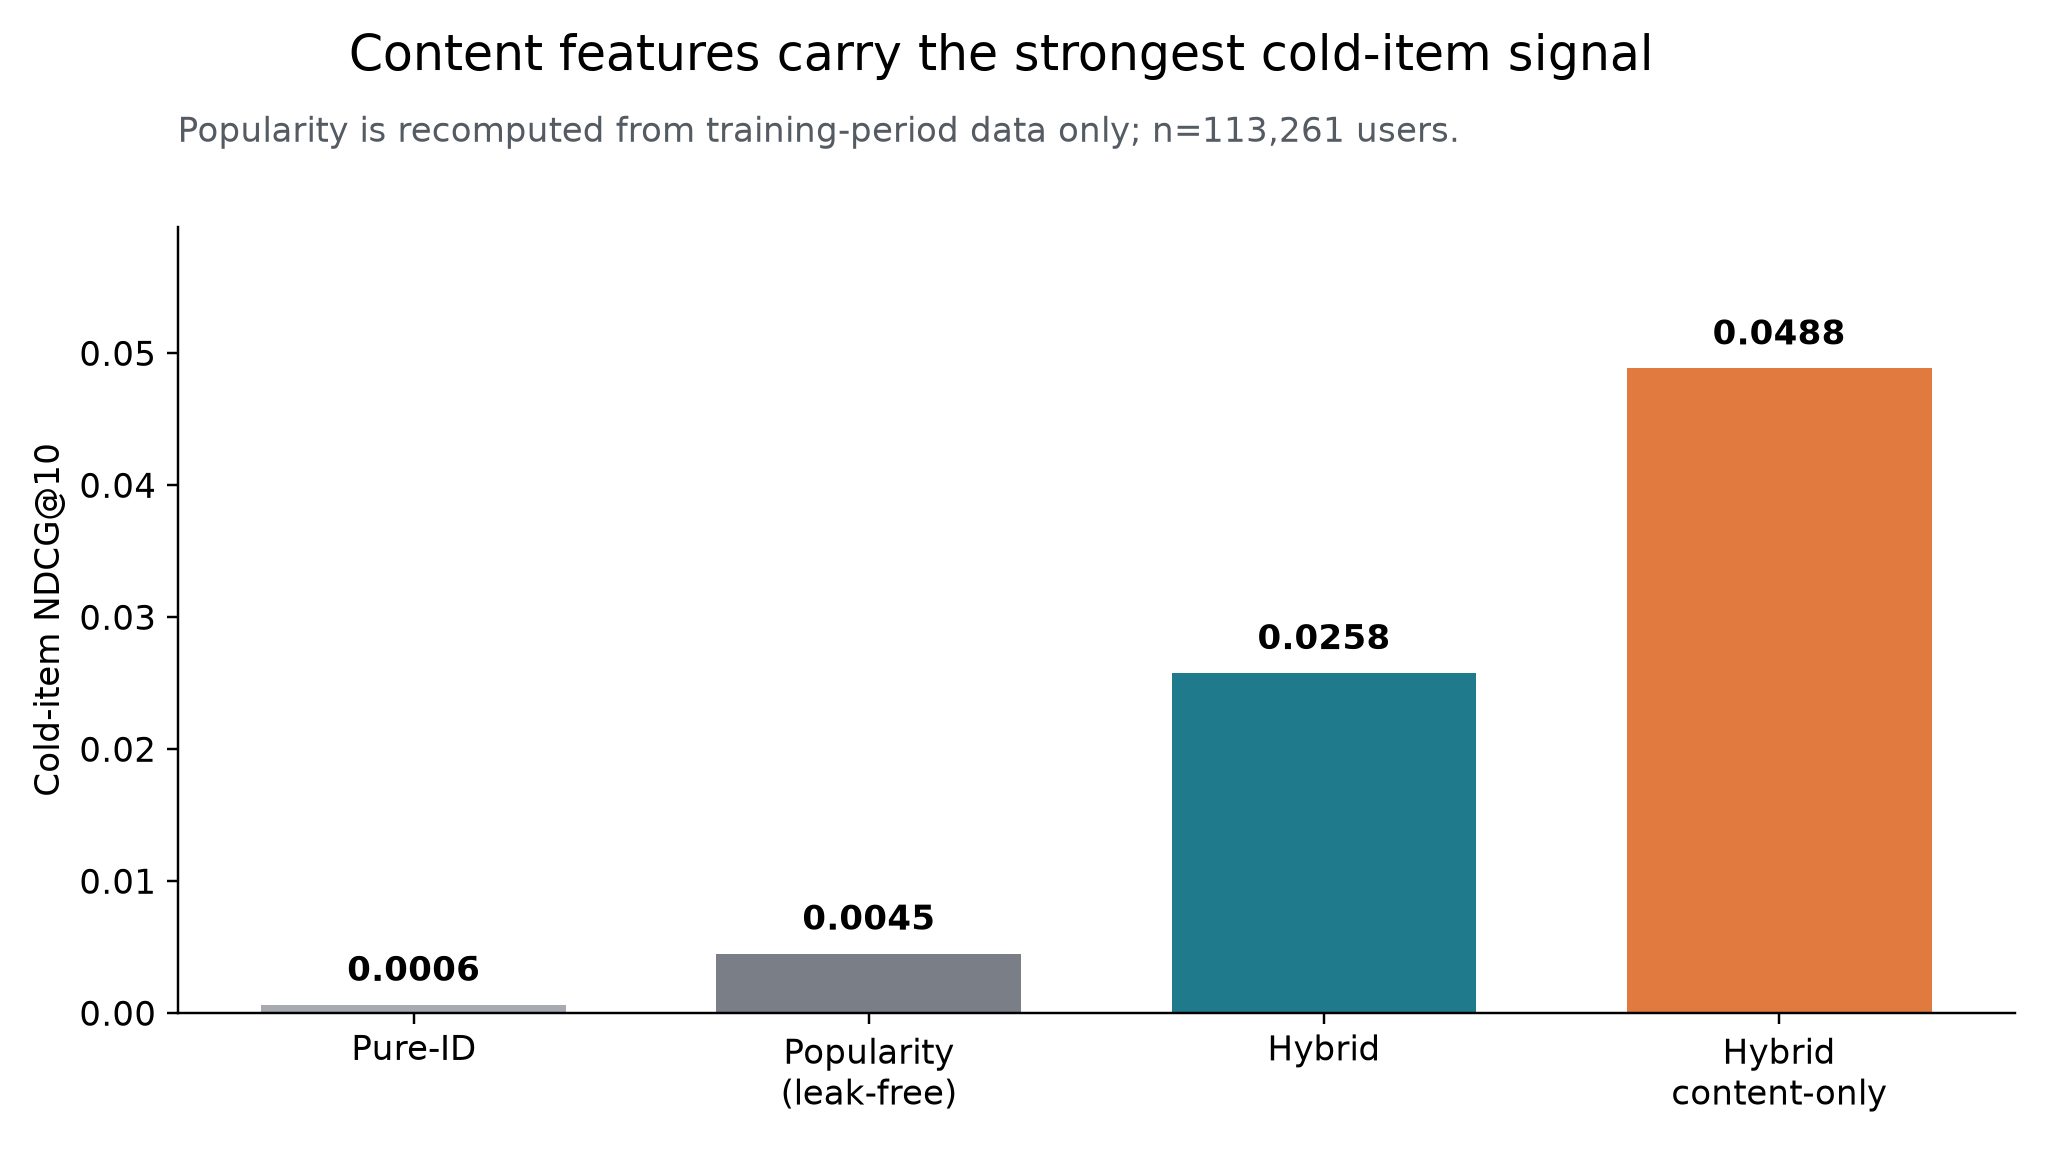 Content features carry the strongest cold-item signal
Popularity is recomputed from training-period data only; n=113,261 users.
Cold-item NDCG@10
0.05
0.04
0.03
0.02
0.01
0.00
0.0006
0.0045
0.0258
0.0488
Pure-ID
Popularity
(leak-free)
Hybrid
Hybrid
content-only